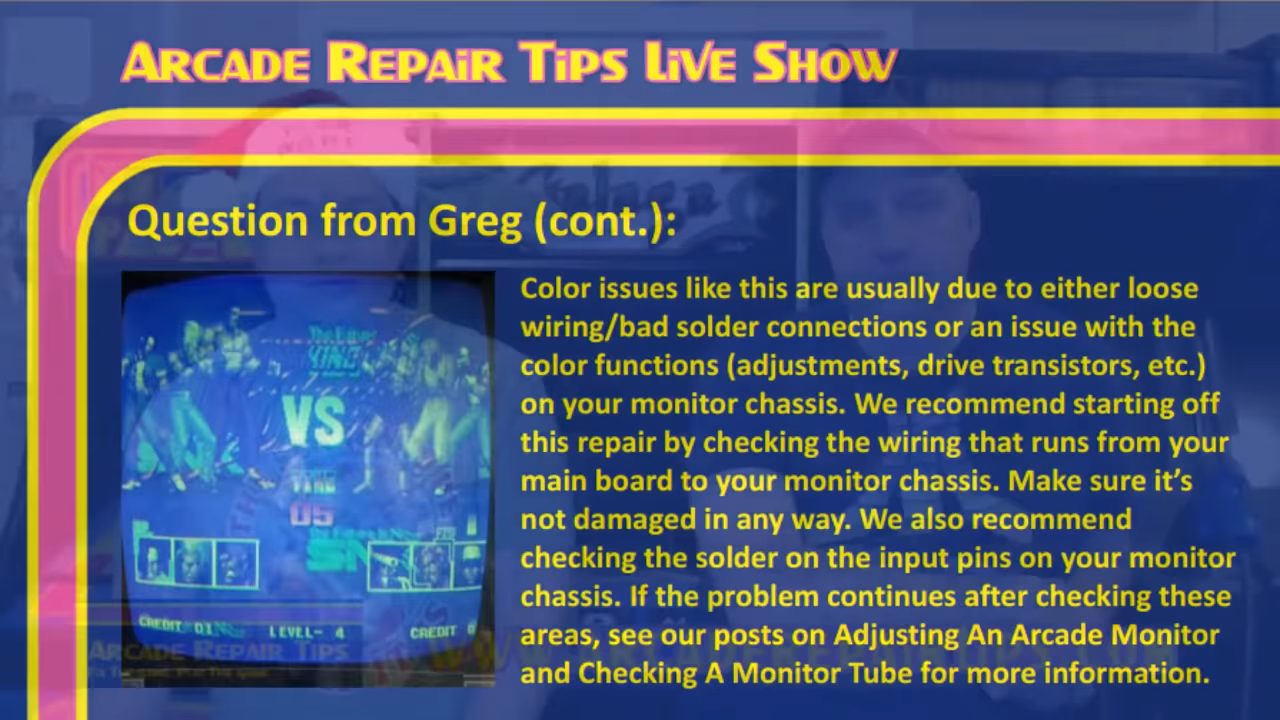 ARCADE REPAIR TIPS LIVE SHOW
Question from Greg (cont.):
Color issues like this are usually due to either loose
wiring/bad solder connections or an issue with the
color functions (adjustments, drive transistors, etc.)
on your monitor chassis. We recommend starting off
this repair by checking the wiring that runs from your
main board to your monitor chassis. Make sure it’s
not damaged in any way. We also recommend
checking the solder on the input pins on your monitor
chassis. If the problem continues after checking these
areas, see our posts on Adjusting An Arcade Monitor
and Checking A Monitor Tube for more information.
VS
05
SN
CREDIT 01
LEVEL- 4
CREDIT 0
ARCADE REPAIR TIPS